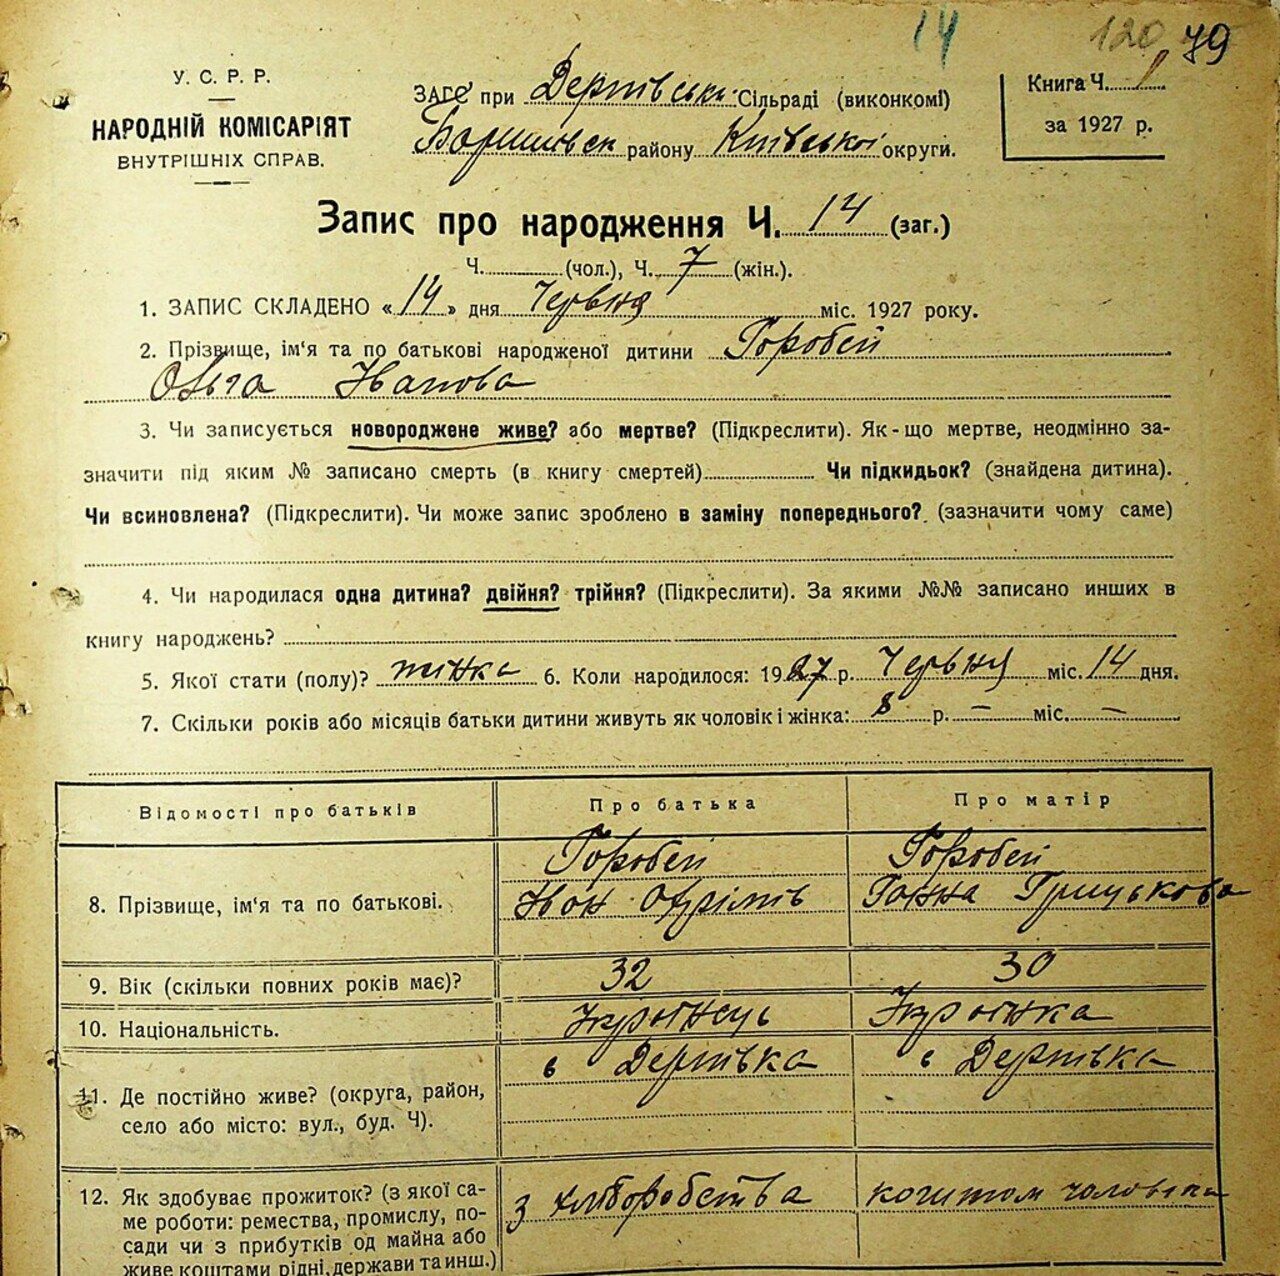 14 120 79
У. С. Р. Р.
НАРОДНІЙ КОМІСАРІЯТ
ВНУТРІШНІХ СПРАВ.
ЗАГС при Дертівські Сільраді (виконкомі)
району Київської округи.
Книга Ч. 1
за 1927 р.
Запис про народження Ч. 14 (заг.)
Ч. (чол.), Ч. 7 (жін.).
1. ЗАПИС СКЛАДЕНО «14» дня Червня міс. 1927 року.
2. Прізвище, ім'я та по батькові народженої дитини Горобей
Ольга Иванова
3. Чи записується новороджене живе? або мертве? (Підкреслити). Як-що мертве, неодмінно за-
значити під яким № записано смерть (в книгу смертей) Чи підкидьок? (знайдена дитина).
Чи всиновлена? (Підкреслити). Чи може запис зроблено в заміну попереднього? (зазначити чому саме)
4. Чи народилася одна дитина? двійня? трійня? (Підкреслити). За якими №№ записано инших в
книгу народжень?
5. Якої стати (полу)? жінка 6. Коли народилося: 1927 р. Червня міс. 14 дня.
7. Скільки років або місяців батьки дитини живуть як чоловік і жінка: 8 р. — міс. —
Відомості про батьків Про батька Про матір
8. Прізвище, ім'я та по батькові. Горобей Горобей
Иван Ганна Грицькова
9. Вік (скільки повних років має)? 32 30
10. Національність. Українець Українка
11. Де постійно живе? (округа, район, с Дертівка с Дертівка
село або місто: вул., буд. Ч).
12. Як здобуває прожиток? (з якої са- з хліборобства коштом чоловіка
ме роботи: ремества, промислу, по-
сади чи з прибутків од майна або
живе коштами рідні, держави та инш.)